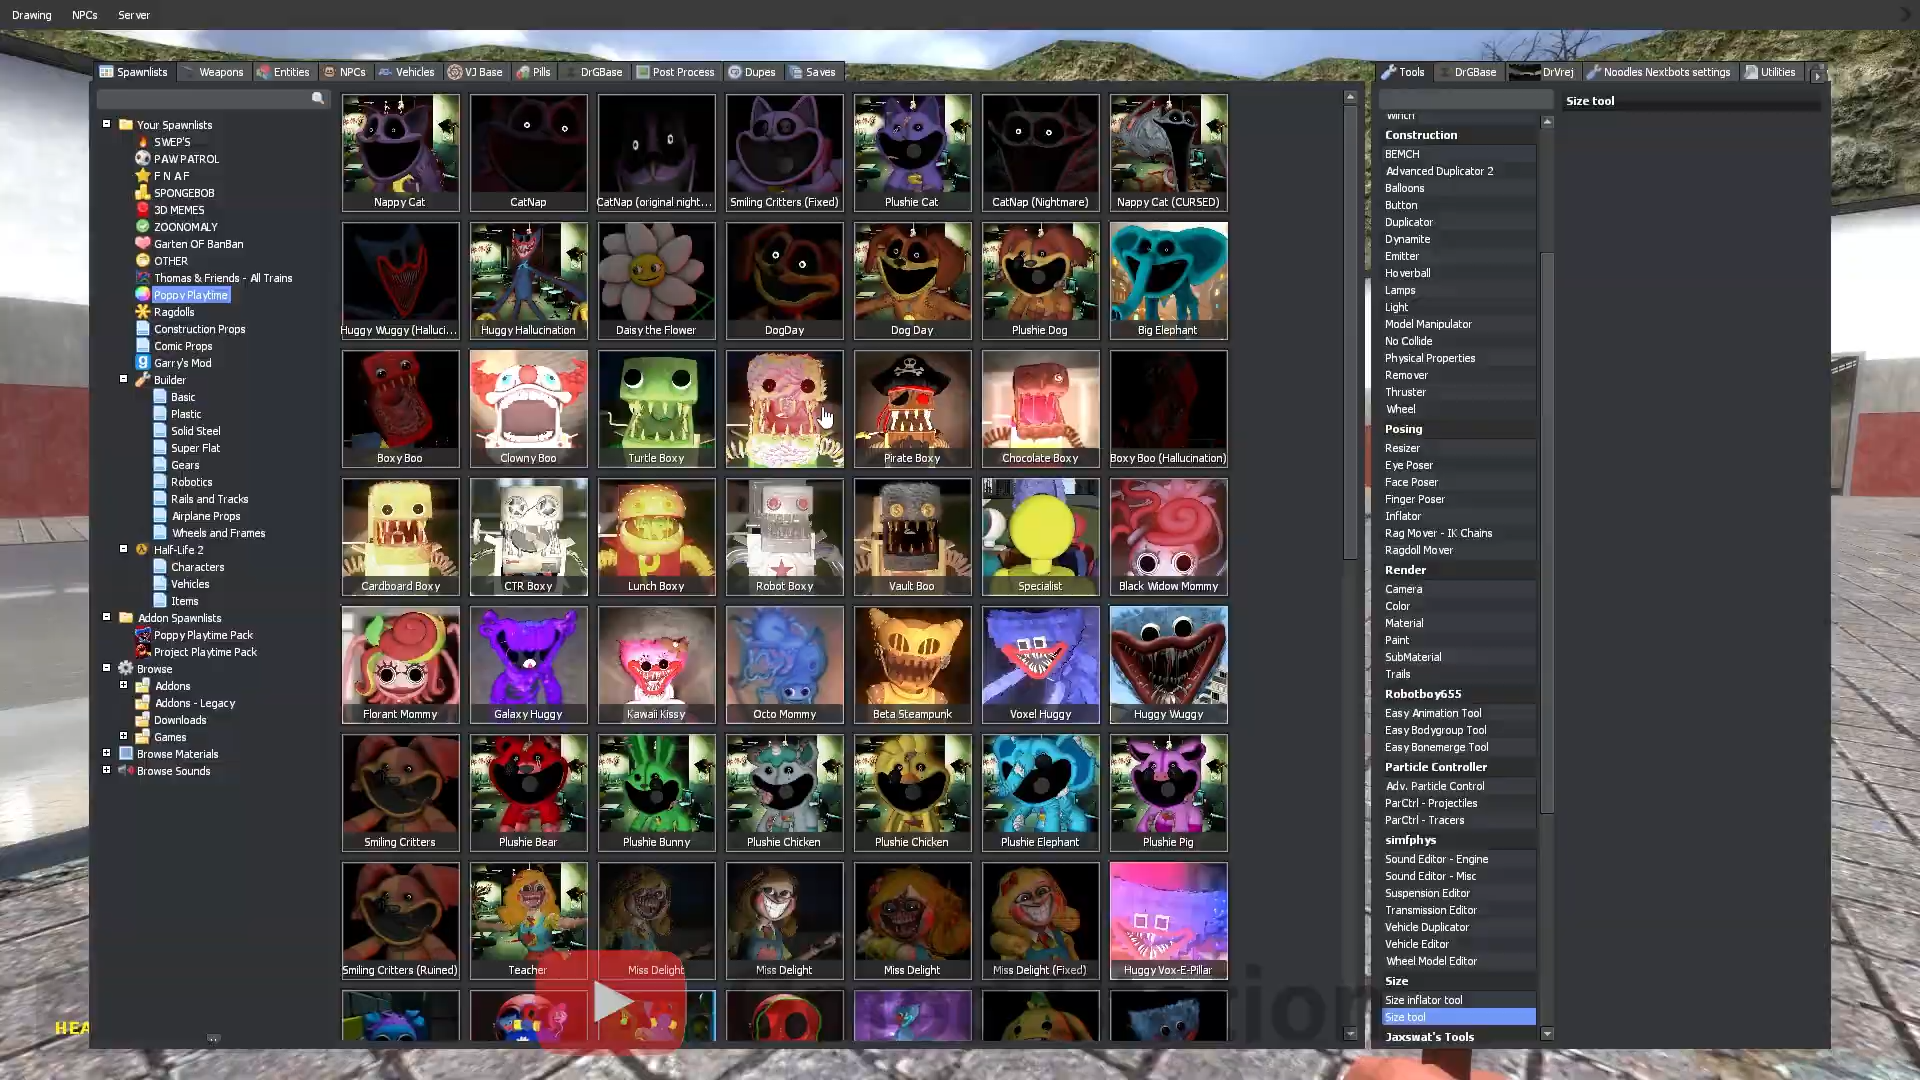 Drawing NPCs Server
Spawnlists Weapons Entities NPCs Vehicles VJ Base Pills DrGBase Post Process Dupes Saves
Your Spawnlists
SWEP'S
PAW PATROL
F N A F
SPONGEBOB
3D MEMES
ZOONOMALY
Garten OF BanBan
OTHER
Thomas & Friends - All Trains
Poppy Playtime
Ragdolls
Construction Props
Comic Props
Garry's Mod
Builder
Basic
Plastic
Solid Steel
Super Flat
Gears
Robotics
Rails and Tracks
Airplane Props
Wheels and Frames
Half-Life 2
Characters
Vehicles
Items
Addon Spawnlists
Poppy Playtime Pack
Project Playtime Pack
Browse
Addons
Addons - Legacy
Downloads
Games
Browse Materials
Browse Sounds
Nappy Cat CatNap CatNap (original night... Smiling Critters (Fixed) Plushie Cat CatNap (Nightmare) Nappy Cat (CURSED)
Huggy Wuggy (Halluci... Huggy Hallucination Daisy the Flower DogDay Dog Day Plushie Dog Big Elephant
Boxy Boo Clowny Boo Turtle Boxy Pirate Boxy Chocolate Boxy Boxy Boo (Hallucination)
Cardboard Boxy CTR Boxy Lunch Boxy Robot Boxy Vault Boo Specialist Black Widow Mommy
Florant Mommy Galaxy Huggy Kawaii Kissy Octo Mommy Beta Steampunk Voxel Huggy Huggy Wuggy
Smiling Critters Plushie Bear Plushie Bunny Plushie Chicken Plushie Chicken Plushie Elephant Plushie Pig
Smiling Critters (Ruined) Teacher Miss Delight Miss Delight Miss Delight Miss Delight (Fixed) Huggy Vox-E-Pillar
HEA
Tools DrGBase DrVrej Noodles Nextbots settings Utilities
Winch
Construction
BEMCH
Advanced Duplicator 2
Balloons
Button
Duplicator
Dynamite
Emitter
Hoverball
Lamps
Light
Model Manipulator
No Collide
Physical Properties
Remover
Thruster
Wheel
Posing
Resizer
Eye Poser
Face Poser
Finger Poser
Inflator
Rag Mover - IK Chains
Ragdoll Mover
Render
Camera
Color
Material
Paint
SubMaterial
Trails
Robotboy655
Easy Animation Tool
Easy Bodygroup Tool
Easy Bonemerge Tool
Particle Controller
Adv. Particle Control
ParCtrl - Projectiles
ParCtrl - Tracers
simfphys
Sound Editor - Engine
Sound Editor - Misc
Suspension Editor
Transmission Editor
Vehicle Duplicator
Vehicle Editor
Wheel Model Editor
Size
Size inflator tool
Size tool
Jaxswat's Tools
Size tool